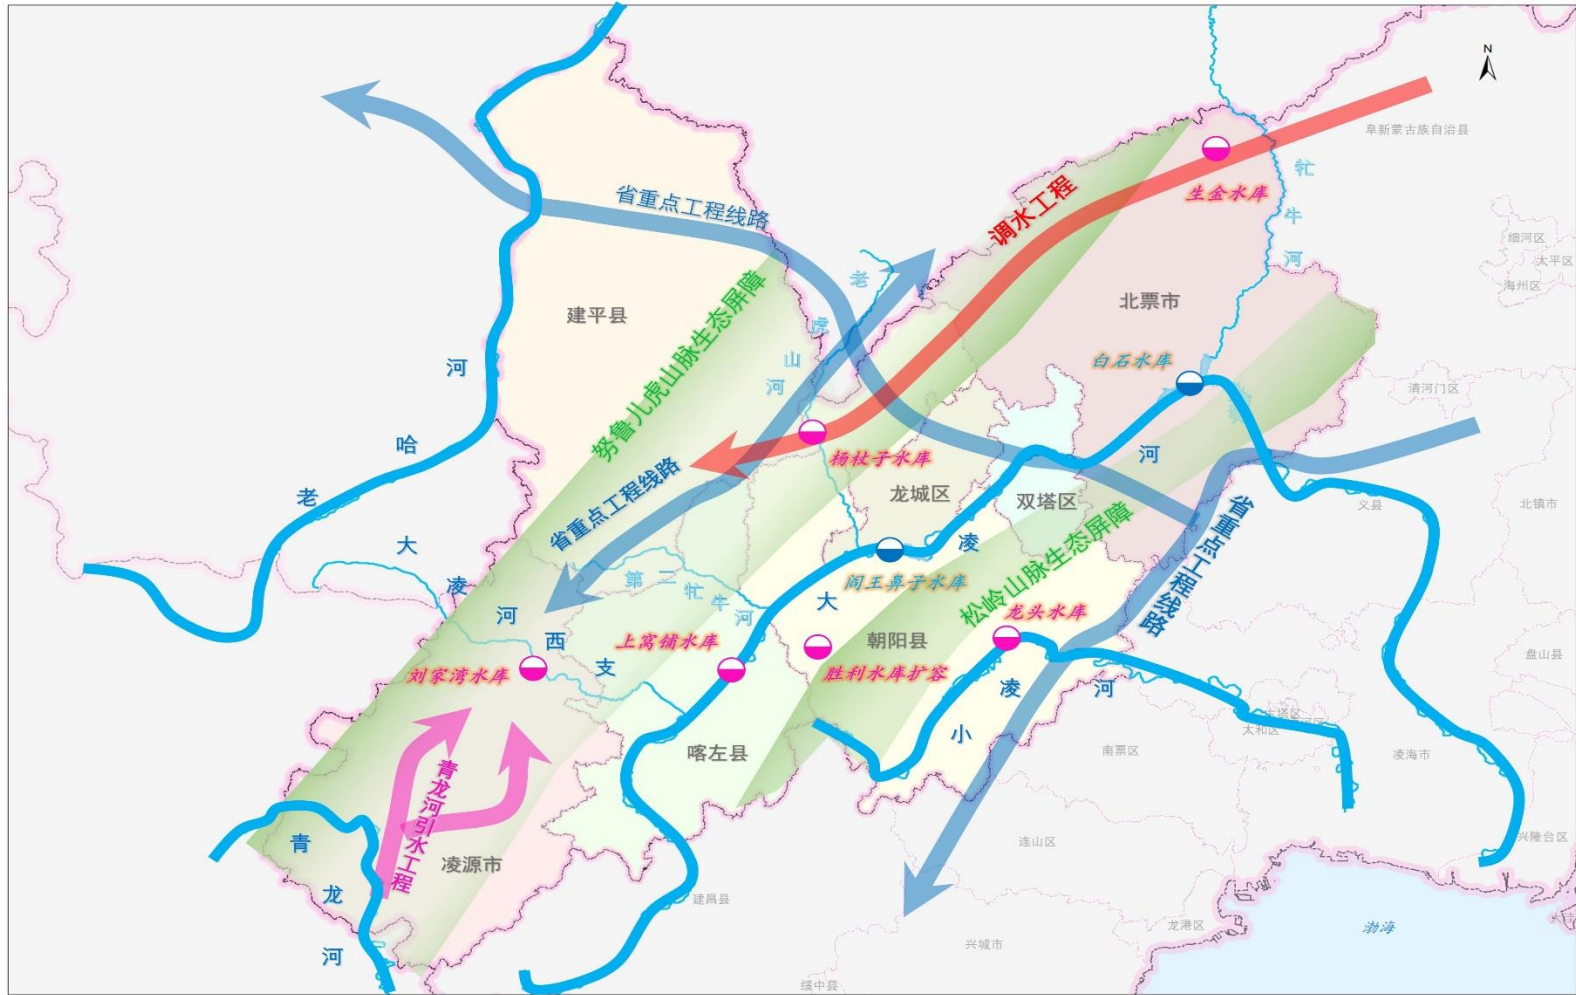 N
阜新蒙古族自治县
牤牛河
生金水库
调水工程
省重点工程线路
细河区
太平区
海州区
老虎山河
北票市
建平县
努鲁儿虎山脉生态屏障
白石水库
清河门区
老哈河
杨杖子水库
龙城区
双塔区
省重点工程线路
省重点工程线路
北镇市
义县
大凌河
阎王鼻子水库
松岭山脉生态屏障
大凌河西支
第二牤牛河
龙头水库
上窝铺水库
朝阳县
胜利水库扩容
刘家湾水库
盘山县
小凌河
古塔区
太和区
南票区
凌海市
喀左县
青龙河引水工程
连山区
兴隆台区
凌源市
青龙河
建昌县
龙港区
渤海
兴城市
绥中县